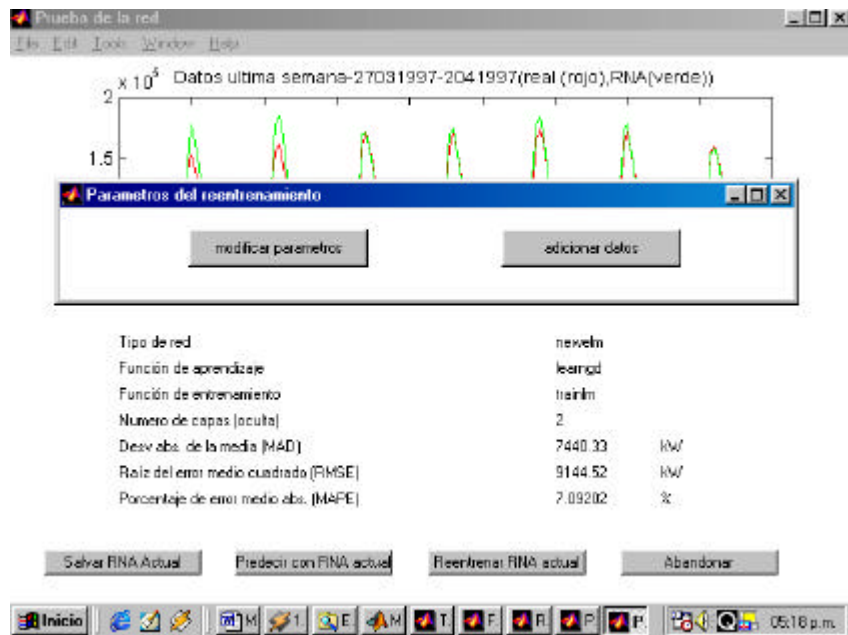 Prueba de la red
File Edit Tools Window Help
x 10^5 Datos ultima semana-27031997-2041997(real (rojo),RNA(verde))
2
1.5
Parametros del reentrenamiento
modificar parametros adicionar datos
Tipo de red newelm
Función de aprendizaje learngd
Función de entrenamiento trainlm
Numero de capas (oculta) 2
Desv abs. de la media (MAD) 7440.33 kW
Raíz del error medio cuadrado (RMSE) 9144.52 kW
Porcentaje de error medio abs. (MAPE) 7.09202 %
Salvar RNA Actual Predecir con RNA actual Reentrenar RNA actual Abandonar
Inicio M 1. E. M T. F. R. P. P. 05:18 p.m.